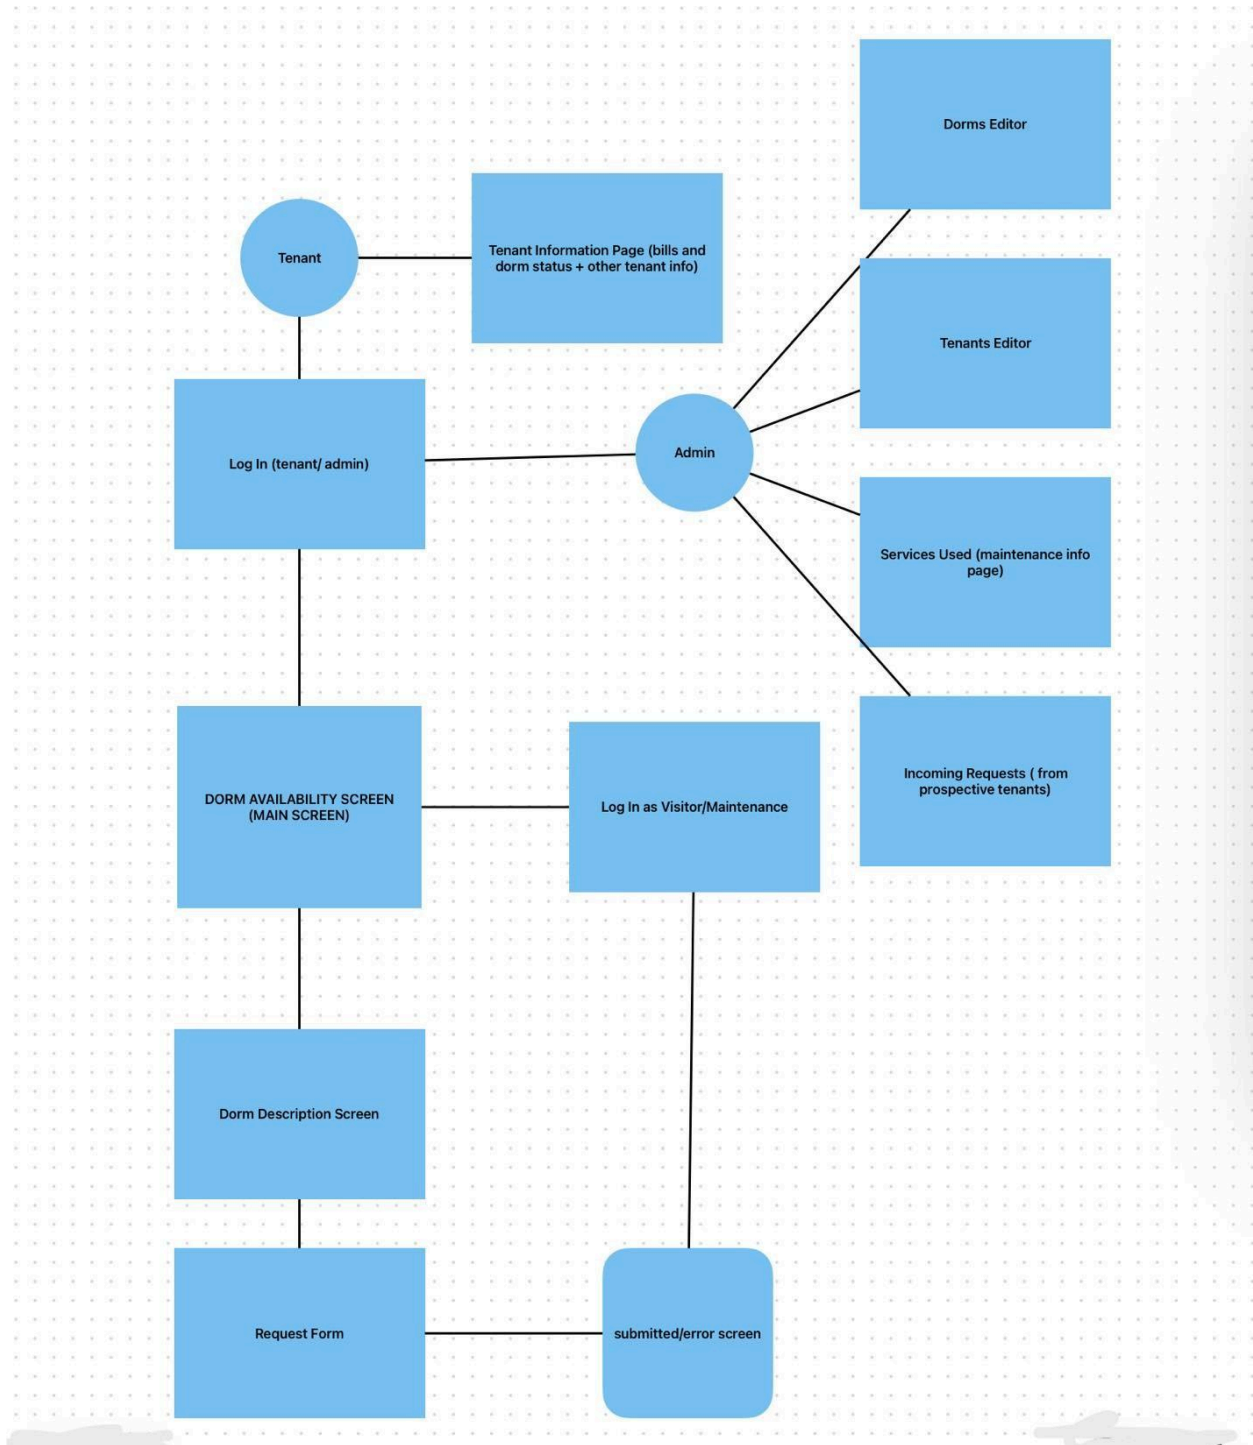 Dorms Editor
Tenant
Tenant Information Page (bills and
dorm status + other tenant info)
Tenants Editor
Log In (tenant/ admin)
Admin
Services Used (maintenance info
page)
DORM AVAILABILITY SCREEN
(MAIN SCREEN)
Log In as Visitor/Maintenance
Incoming Requests ( from
prospective tenants)
Dorm Description Screen
Request Form
submitted/error screen